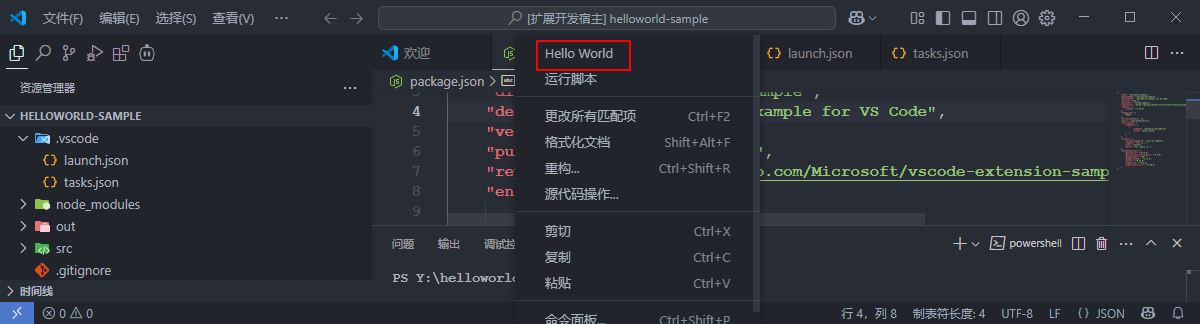 文件(F) 编辑(E) 选择(S) 查看(V) ··· [扩展开发宿主] helloworld-sample
欢迎 launch.json tasks.json
资源管理器
HELLOWORLD-SAMPLE
.vscode
launch.json
tasks.json
node_modules
out
src
.gitignore
时间线
package.json
4
5
6
7
8
9
"de xample for VS Code",
"ve
"pu ",
"re o.com/Microsoft/vscode-extension-samp
"en
Hello World
运行脚本
更改所有匹配项 Ctrl+F2
格式化文档 Shift+Alt+F
重构... Ctrl+Shift+R
源代码操作...
剪切 Ctrl+X
复制 Ctrl+C
粘贴 Ctrl+V
命令面板... Ctrl+Shift+P
问题 输出 调试控 powershell
PS Y:\helloworld
0 0 行 4，列 8 制表符长度: 4 UTF-8 LF {} JSON